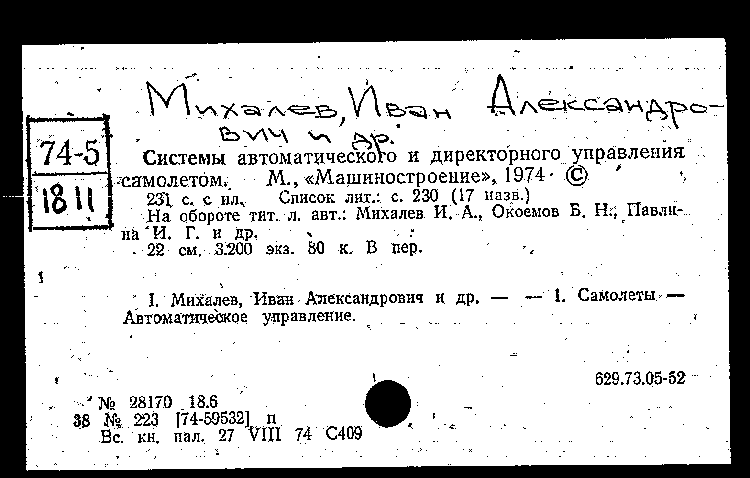 Михалев, Иван Александро-
вич и др.
74-5
1811
Системы автоматического и директорного управления
самолетом. М., «Машиностроение», 1974. ©
231 с. с ил. Список лит.: с. 230 (17 назв.)
На обороте тит. л. авт.: Михалев И. А., Окоемов Б. Н., Павли-
на И. Г. и др.
22 см. 3.200 экз. 80 к. В пер.
1. Михалев, Иван Александрович и др. — — 1. Самолеты —
Автоматическое управление.
629.73.05-52
№ 28170 18.6
38 № 223 [74-59532] п
Вс. кн. пал. 27 VIII 74 С409